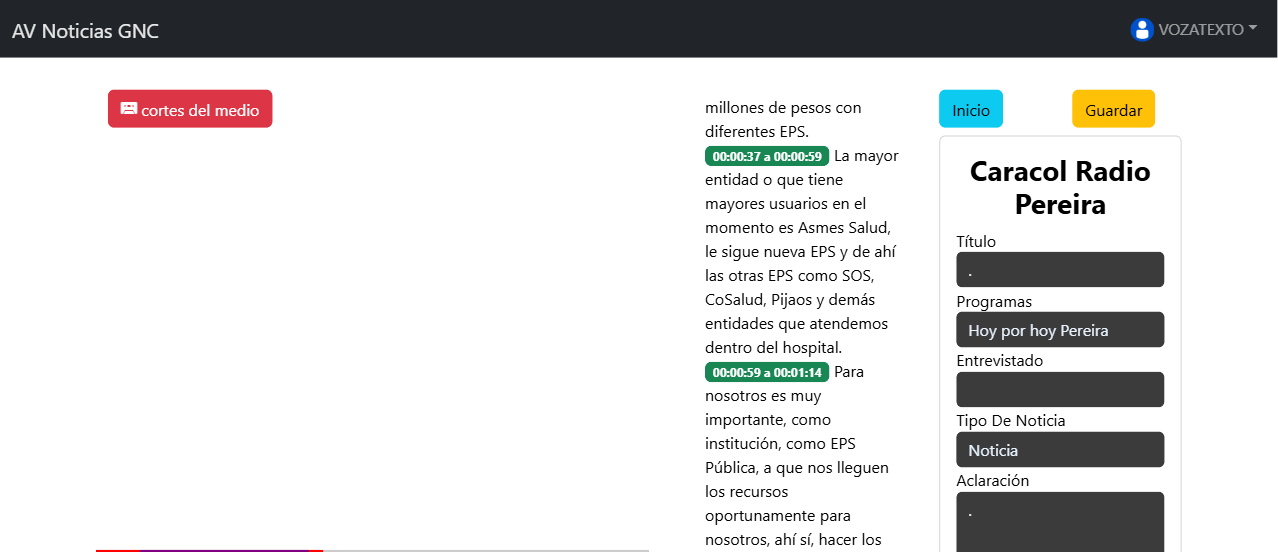 AV Noticias GNC
VOZATEXTO
cortes del medio
millones de pesos con
diferentes EPS.
00:00:37 a 00:00:59 La mayor
entidad o que tiene
mayores usuarios en el
momento es Asmes Salud,
le sigue nueva EPS y de ahí
las otras EPS como SOS,
CoSalud, Pijaos y demás
entidades que atendemos
dentro del hospital.
00:00:59 a 00:01:14 Para
nosotros es muy
importante, como
institución, como EPS
Pública, a que nos lleguen
los recursos
oportunamente para
nosotros, ahí sí, hacer los
Inicio
Guardar
Caracol Radio
Pereira
Título
.
Programas
Hoy por hoy Pereira
Entrevistado
Tipo De Noticia
Noticia
Aclaración
.